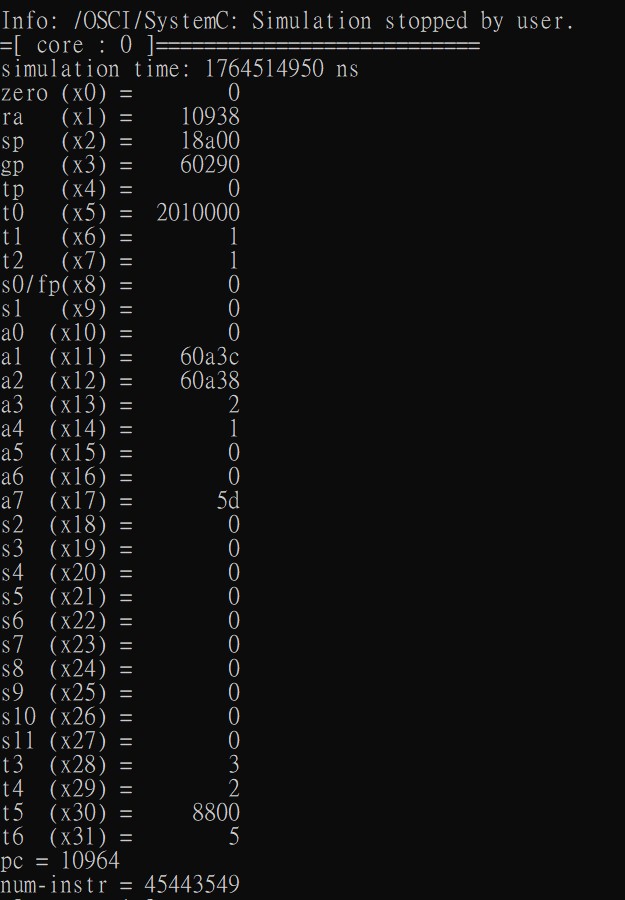 Info: /OSCI/SystemC: Simulation stopped by user.
=[ core : 0 ]===========================
simulation time: 1764514950 ns
zero (x0) =        0
ra   (x1) =    10938
sp   (x2) =    18a00
gp   (x3) =    60290
tp   (x4) =        0
t0   (x5) =  2010000
t1   (x6) =        1
t2   (x7) =        1
s0/fp(x8) =        0
s1   (x9) =        0
a0  (x10) =        0
a1  (x11) =    60a3c
a2  (x12) =    60a38
a3  (x13) =        2
a4  (x14) =        1
a5  (x15) =        0
a6  (x16) =        0
a7  (x17) =       5d
s2  (x18) =        0
s3  (x19) =        0
s4  (x20) =        0
s5  (x21) =        0
s6  (x22) =        0
s7  (x23) =        0
s8  (x24) =        0
s9  (x25) =        0
s10 (x26) =        0
s11 (x27) =        0
t3  (x28) =        3
t4  (x29) =        2
t5  (x30) =     8800
t6  (x31) =        5
pc = 10964
num-instr = 45443549